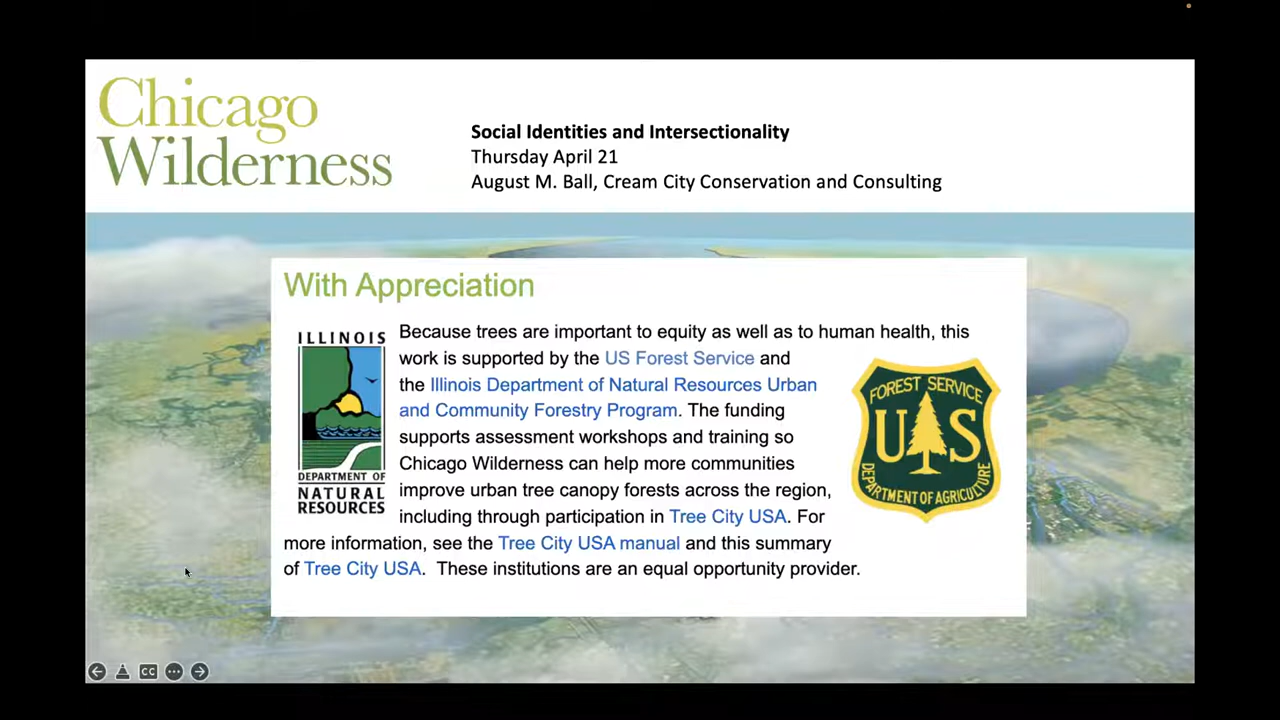 Chicago
Wilderness
Social Identities and Intersectionality
Thursday April 21
August M. Ball, Cream City Conservation and Consulting
With Appreciation
ILLINOIS
DEPARTMENT OF
NATURAL
RESOURCES
Because trees are important to equity as well as to human health, this
work is supported by the US Forest Service and
the Illinois Department of Natural Resources Urban
and Community Forestry Program. The funding
supports assessment workshops and training so
Chicago Wilderness can help more communities
improve urban tree canopy forests across the region,
including through participation in Tree City USA. For
more information, see the Tree City USA manual and this summary
of Tree City USA.  These institutions are an equal opportunity provider.
FOREST SERVICE
U S
DEPARTMENT OF AGRICULTURE
CC